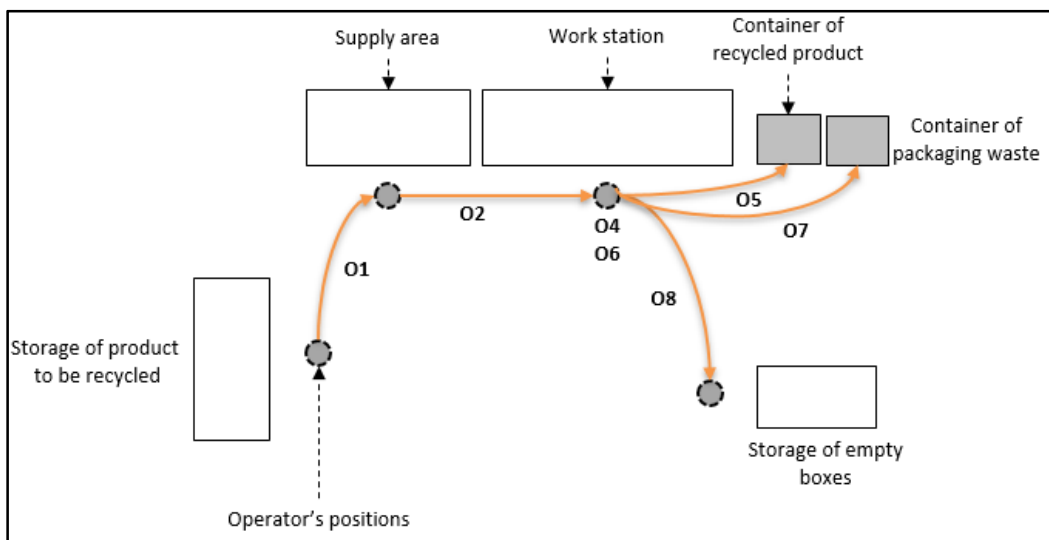 Supply area
Work station
Container of
recycled product
Container of
packaging waste
O5
O2
O4
O7
O6
O1
O8
Storage of product
to be recycled
Storage of empty
boxes
Operator's positions